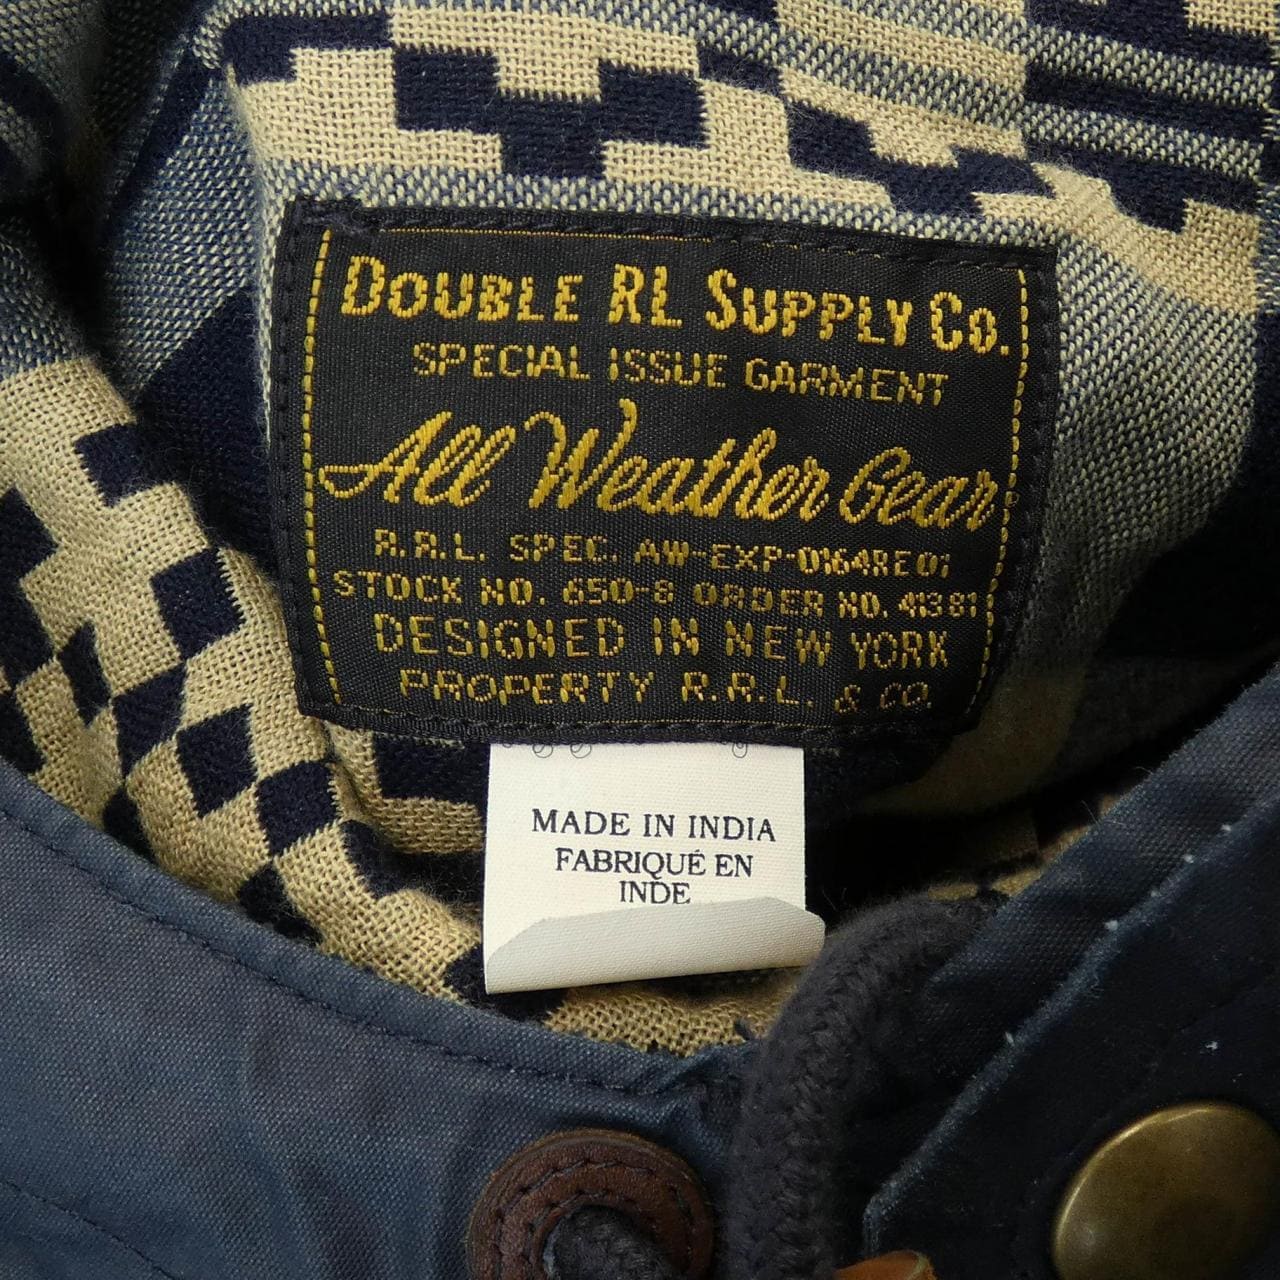 DOUBLE RL SUPPLY CO.
SPECIAL ISSUE GARMENT
All Weather Gear
R.R.L. SPEC. AW-EXP-0164RE01
STOCK NO. 650-8 ORDER NO. 41381
DESIGNED IN NEW YORK
PROPERTY R.R.L. & CO.
MADE IN INDIA
FABRIQUÉ EN
INDE